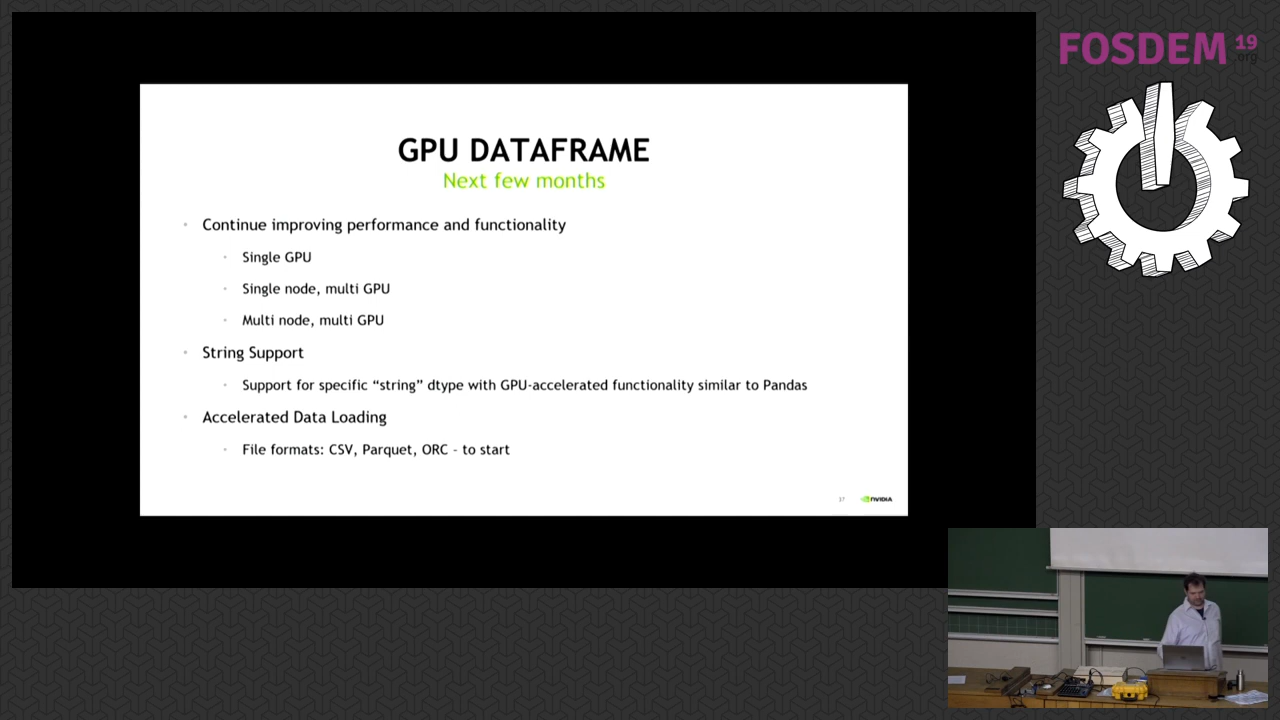 FOSDEM 19
.org
GPU DATAFRAME
Next few months
Continue improving performance and functionality
Single GPU
Single node, multi GPU
Multi node, multi GPU
String Support
Support for specific “string” dtype with GPU-accelerated functionality similar to Pandas
Accelerated Data Loading
File formats: CSV, Parquet, ORC - to start
37 NVIDIA